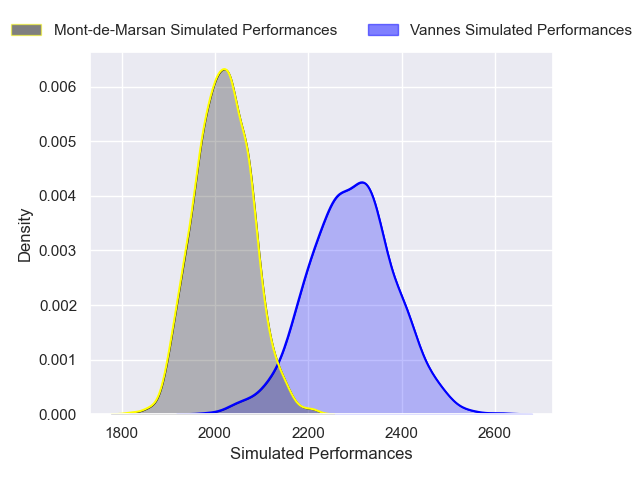 Mont-de-Marsan Simulated Performances Vannes Simulated Performances
0.006
0.005
0.004
0.003
0.002
0.001
0.000
Density
1800 2000 2200 2400 2600
Simulated Performances